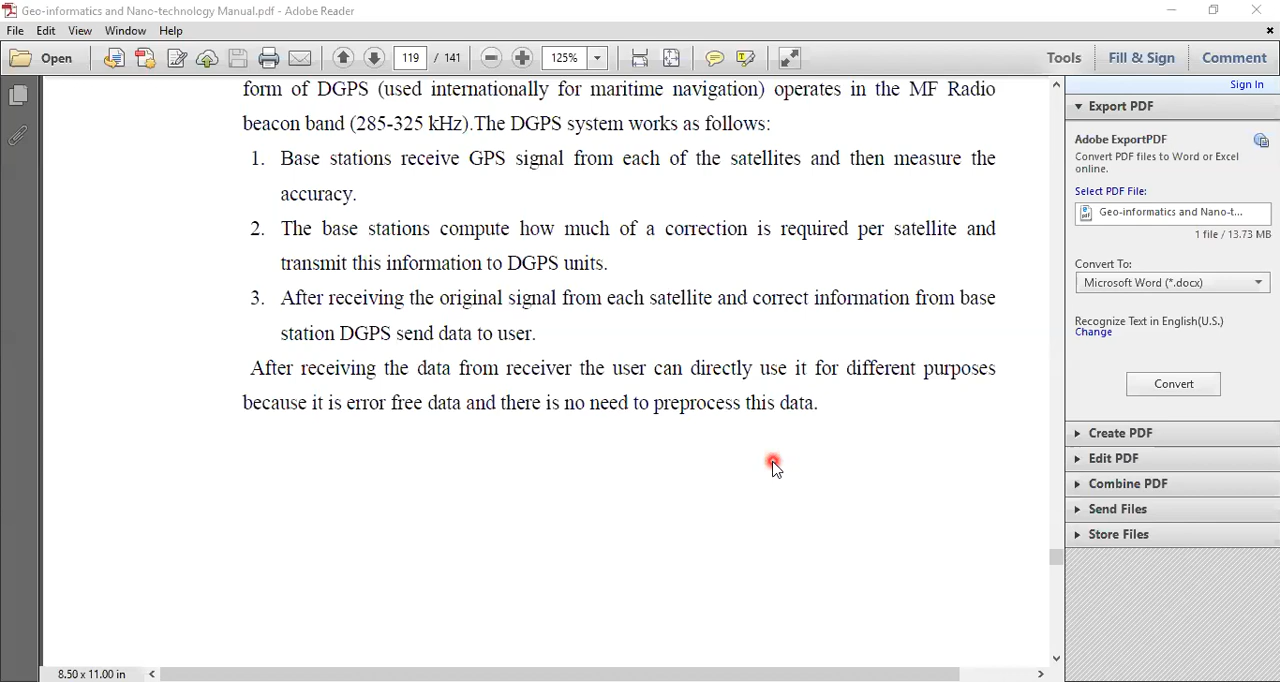 Geo-informatics and Nano-technology Manual.pdf - Adobe Reader
File Edit View Window Help
Open 119 / 141 125% Tools Fill & Sign Comment
Sign In
form of DGPS (used internationally for maritime navigation) operates in the MF Radio
beacon band (285-325 kHz).The DGPS system works as follows:
1. Base stations receive GPS signal from each of the satellites and then measure the
accuracy.
2. The base stations compute how much of a correction is required per satellite and
transmit this information to DGPS units.
3. After receiving the original signal from each satellite and correct information from base
station DGPS send data to user.
After receiving the data from receiver the user can directly use it for different purposes
because it is error free data and there is no need to preprocess this data.
8.50 x 11.00 in
Export PDF
Adobe ExportPDF
Convert PDF files to Word or Excel
online.
Select PDF File:
Geo-informatics and Nano-t...
1 file / 13.73 MB
Convert To:
Microsoft Word (*.docx)
Recognize Text in English(U.S.)
Change
Convert
Create PDF
Edit PDF
Combine PDF
Send Files
Store Files